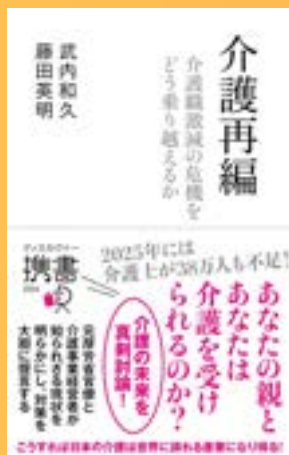 介護再編
介護職激減の危機を
どう乗り越えるか
武内和久
藤田英明
ディスカヴァー
携書
2025年には
介護士が38万人も不足?
あなたの親と
あなたは
介護を受け
られるのか?
介護の未来を
真剣討論!
元厚労省官僚と
介護事業経営者が
知られざる現状を
明らかにし、対策を
大胆に提言する
こうすれば日本の介護は世界に誇れる産業になり得る!